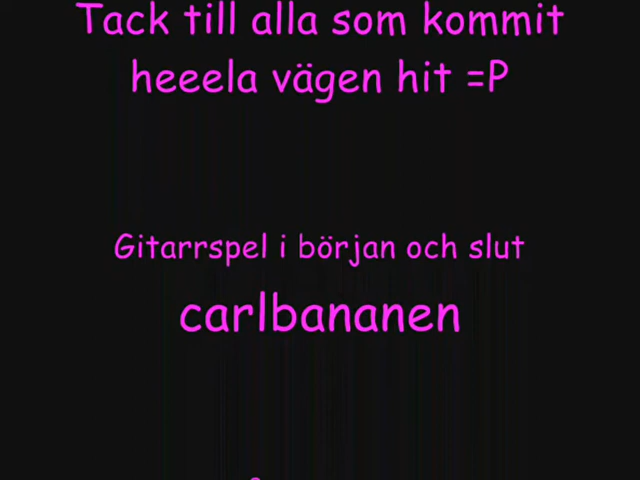 Tack till alla som kommit
heeela vägen hit =P
Gitarrspel i början och slut
carlbananen